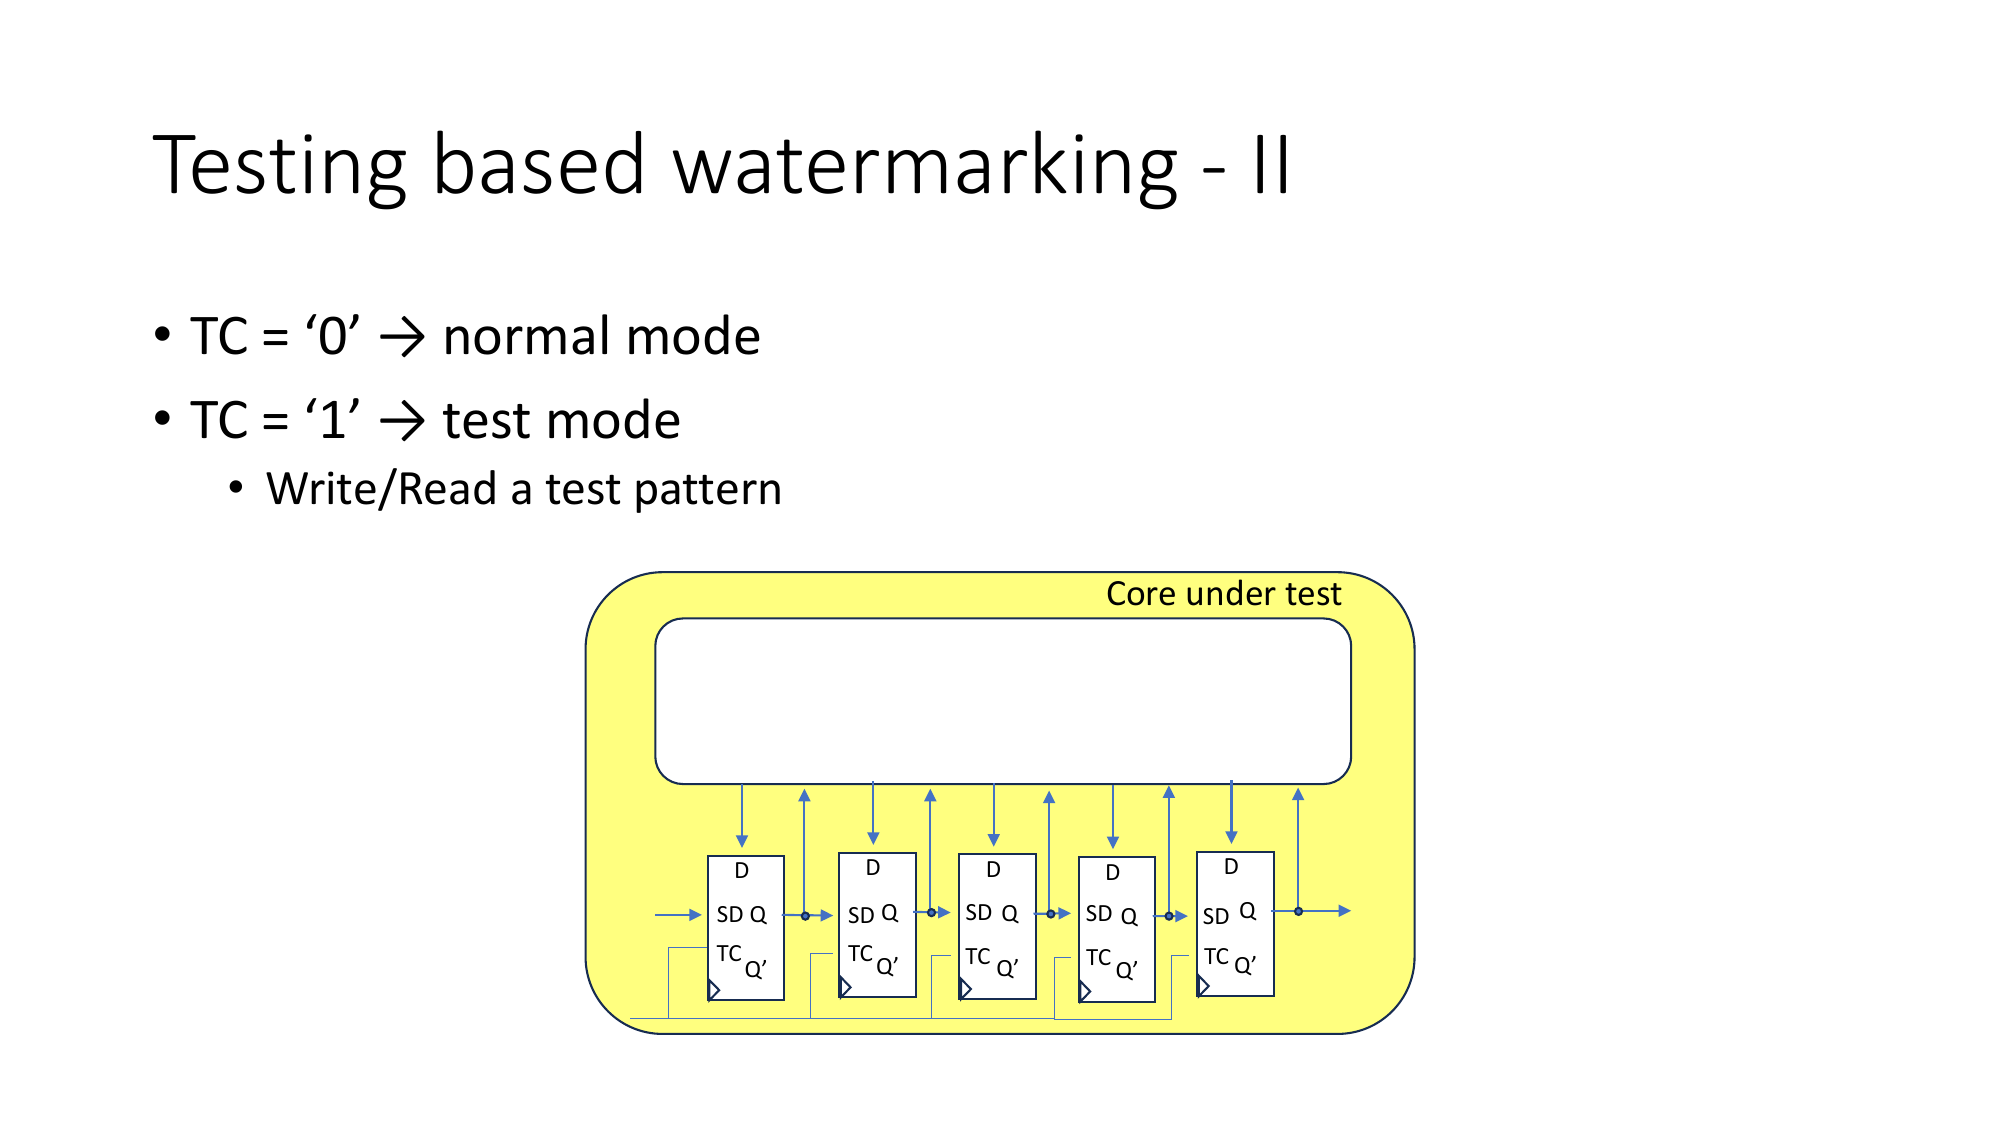 Testing based watermarking - II
• TC = ‘0’ → normal mode
• TC = ‘1’ → test mode
• Write/Read a test pattern
Core under test
D
D
D
D
D
SD Q
SD Q
SD Q
SD Q
SD Q
TC Q’
TC Q’
TC Q’
TC Q’
TC Q’